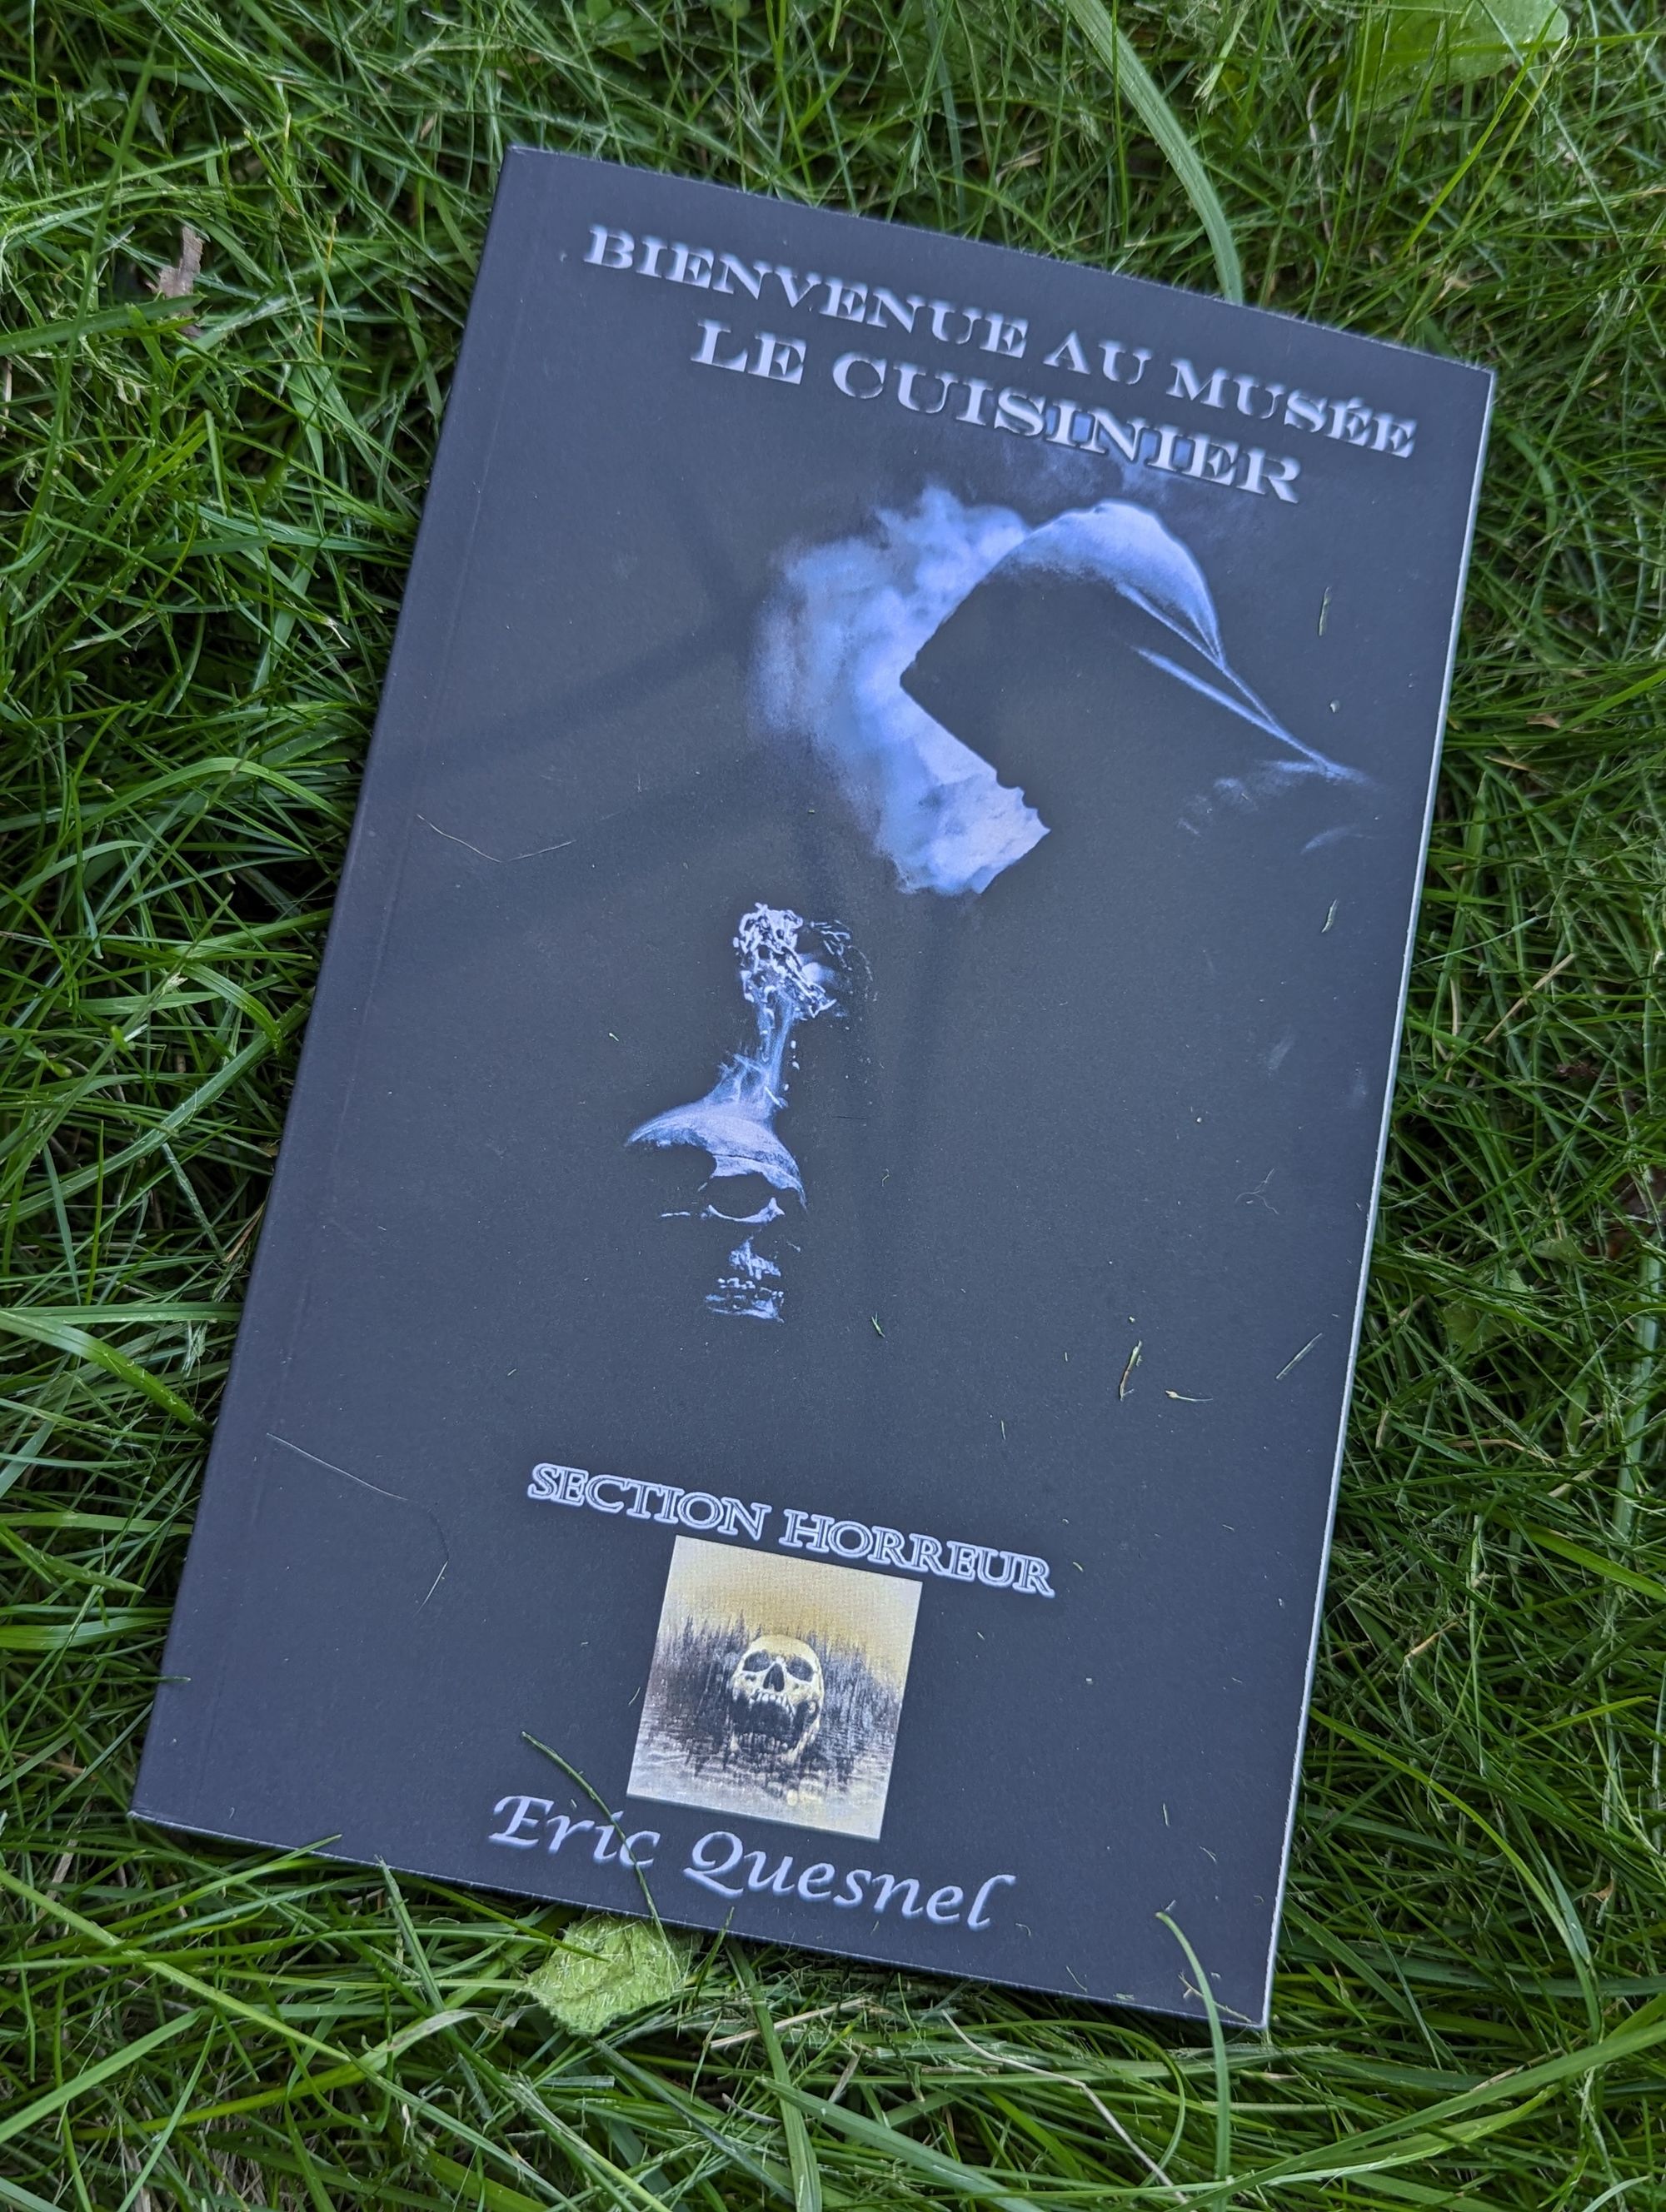 BIENVENUE AU MUSÉE
LE CUISINIER
SECTION HORREUR
Eric Quesnel